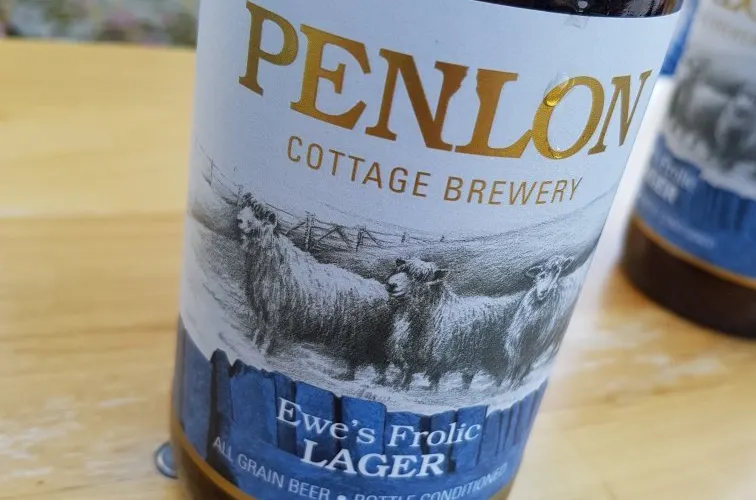 PENLON
COTTAGE BREWERY
Ewe's Frolic
LAGER
ALL GRAIN BEER • BOTTLE CONDITIONED